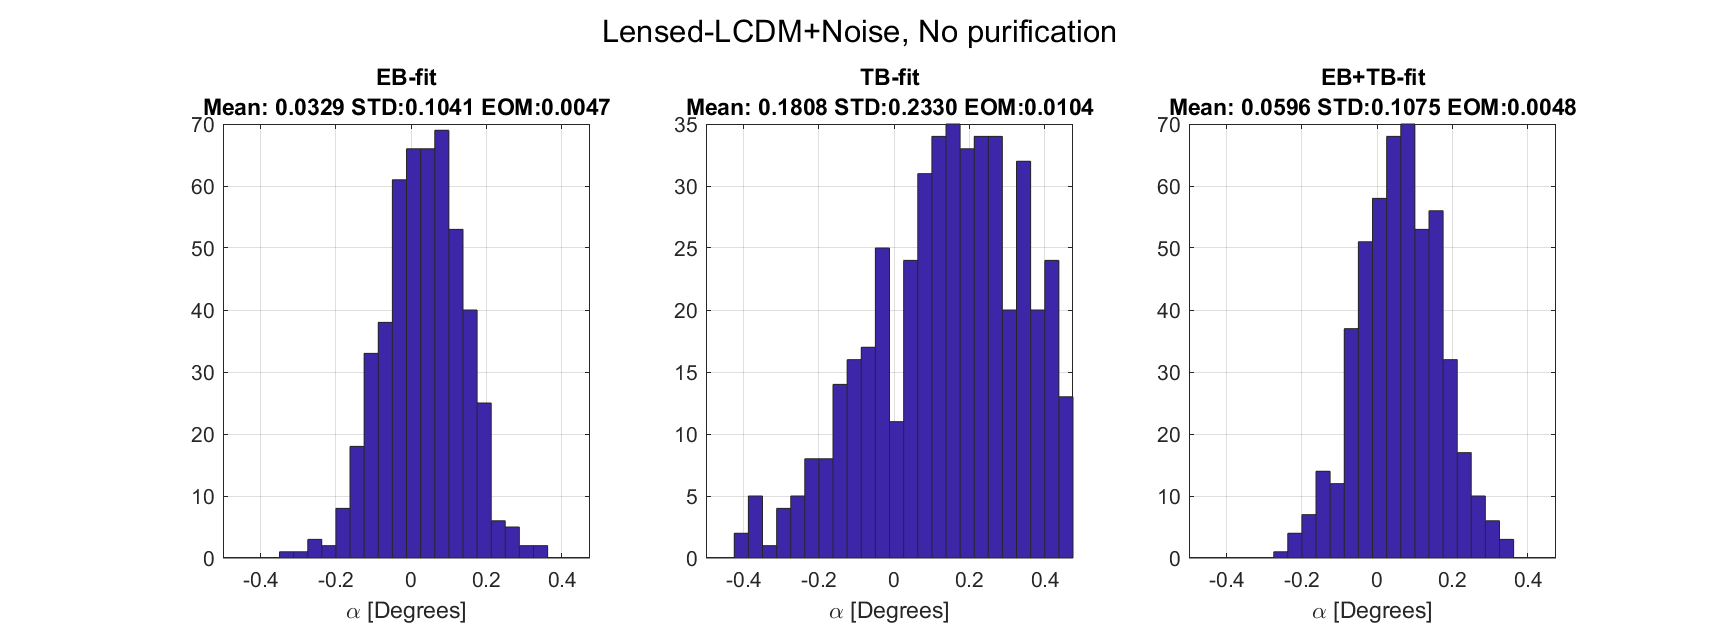 Lensed-LCDM+Noise, No purification
EB-fit
Mean: 0.0329 STD:0.1041 EOM:0.0047
70
60
50
40
30
20
10
0
-0.4 -0.2 0 0.2 0.4
α [Degrees]
TB-fit
Mean: 0.1808 STD:0.2330 EOM:0.0104
35
30
25
20
15
10
5
0
-0.4 -0.2 0 0.2 0.4
α [Degrees]
EB+TB-fit
Mean: 0.0596 STD:0.1075 EOM:0.0048
70
60
50
40
30
20
10
0
-0.4 -0.2 0 0.2 0.4
α [Degrees]